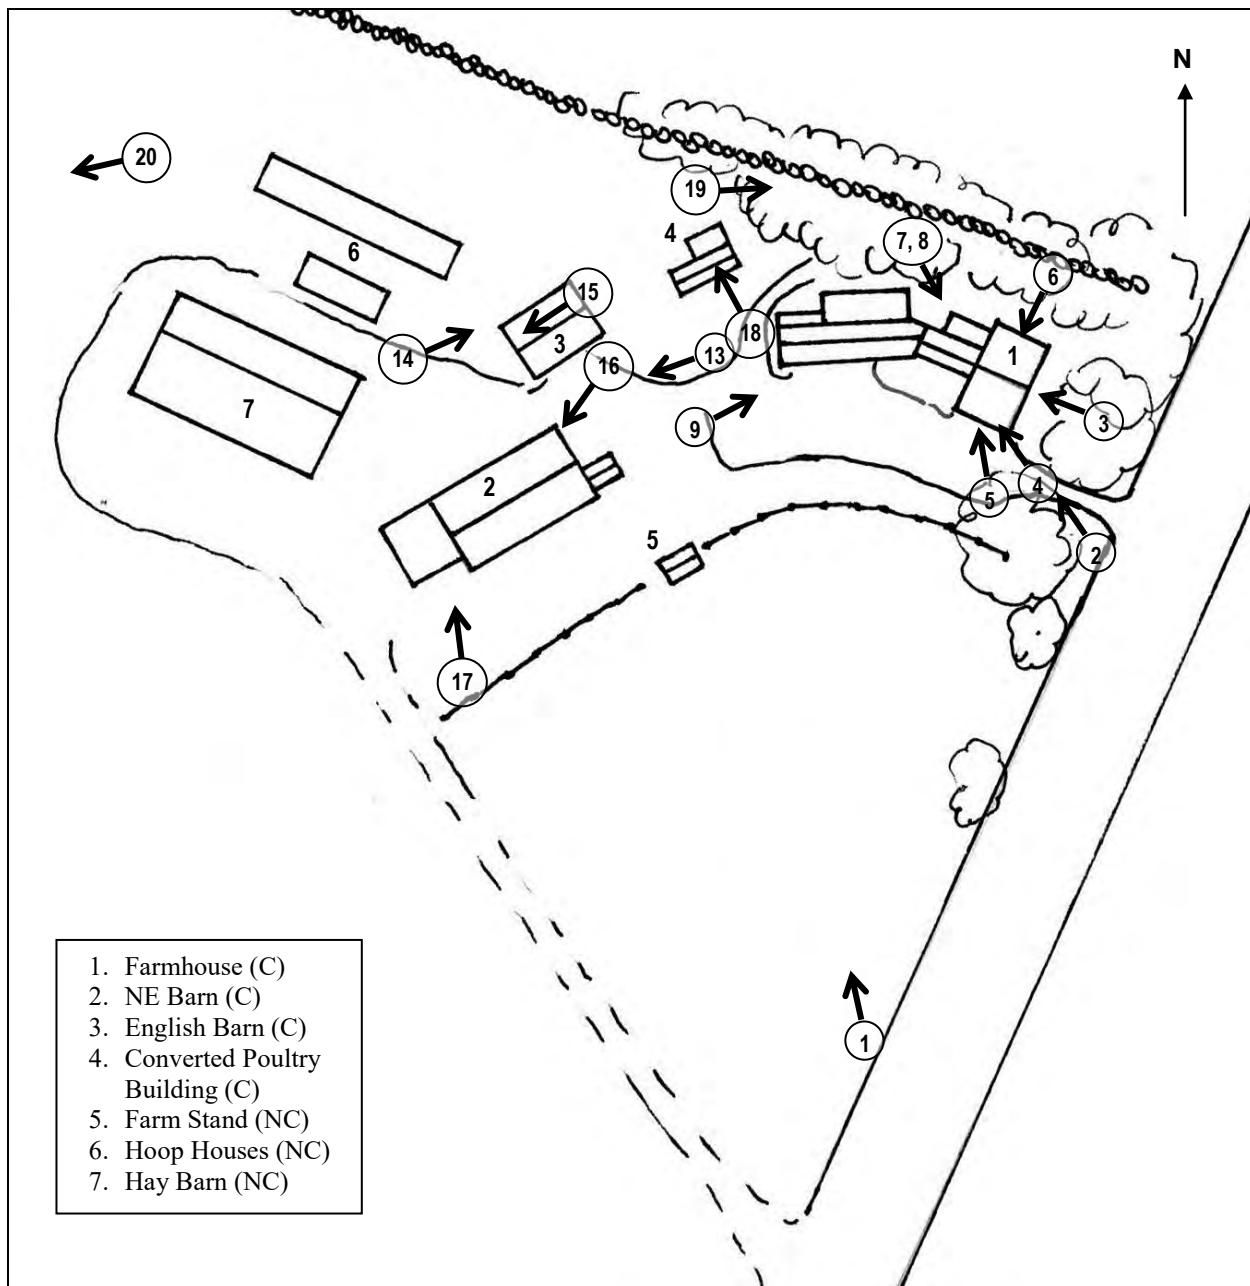 N
20
19
4
7, 8
6
6
15
1
14
3
16
13
18
7
9
3
2
4
5
5
2
17
1. Farmhouse (C)
2. NE Barn (C)
3. English Barn (C)
4. Converted Poultry
Building (C)
5. Farm Stand (NC)
6. Hoop Houses (NC)
7. Hay Barn (NC)
1